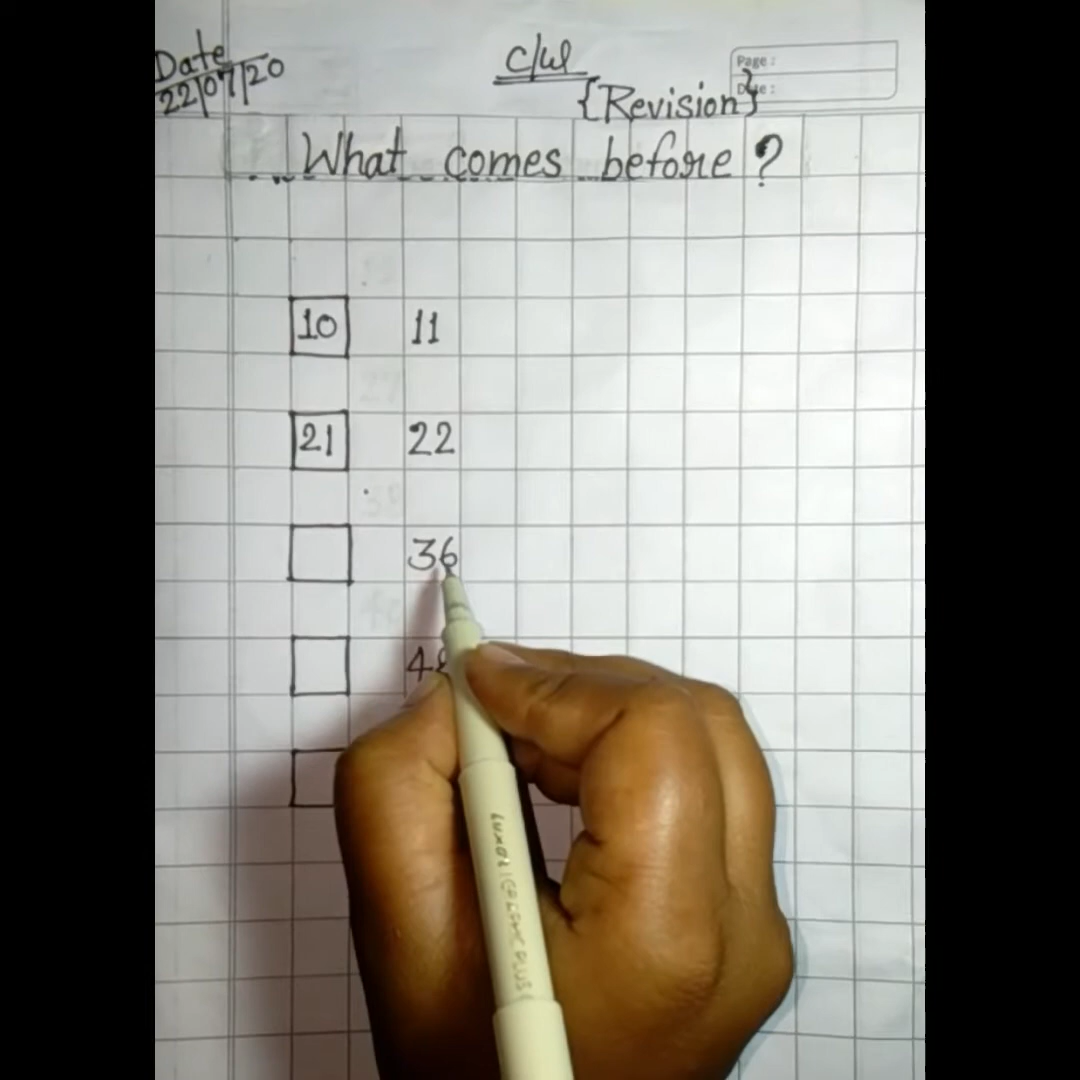 Date
22/07/20
C/W
Page :
Date :
{Revision}
What comes before ?
10 11
21 22
36